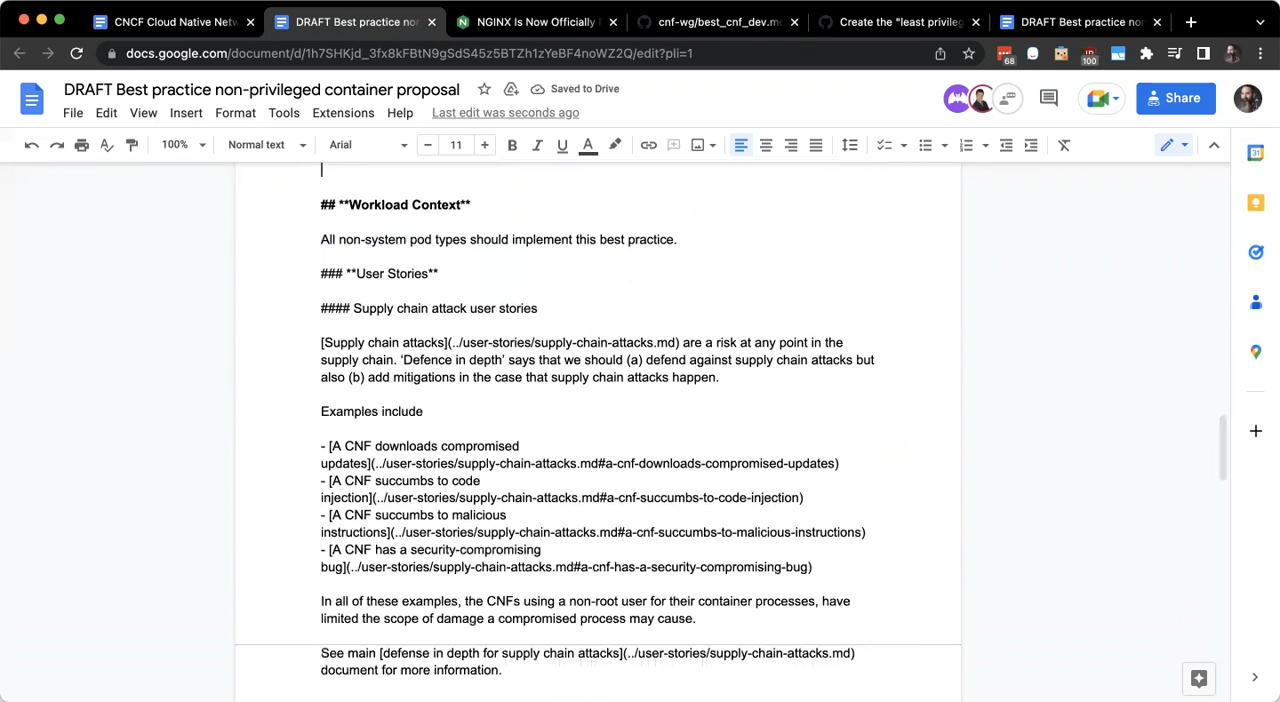 CNCF Cloud Native Netw
DRAFT Best practice non
NGINX Is Now Officially
cnf-wg/best_cnf_dev.m
Create the "least privileg
DRAFT Best practice non
docs.google.com/document/d/1h7SHKjd_3fx8kFBtN9gSdS45z5BTZh1zYeBF4noWZ2Q/edit?pli=1
68
100
DRAFT Best practice non-privileged container proposal
Saved to Drive
Share
File Edit View Insert Format Tools Extensions Help Last edit was seconds ago
100% Normal text Arial 11
31
## **Workload Context**
All non-system pod types should implement this best practice.
### **User Stories**
#### Supply chain attack user stories
[Supply chain attacks](../user-stories/supply-chain-attacks.md) are a risk at any point in the
supply chain. ‘Defence in depth’ says that we should (a) defend against supply chain attacks but
also (b) add mitigations in the case that supply chain attacks happen.
Examples include
- [A CNF downloads compromised
updates](../user-stories/supply-chain-attacks.md#a-cnf-downloads-compromised-updates)
- [A CNF succumbs to code
injection](../user-stories/supply-chain-attacks.md#a-cnf-succumbs-to-code-injection)
- [A CNF succumbs to malicious
instructions](../user-stories/supply-chain-attacks.md#a-cnf-succumbs-to-malicious-instructions)
- [A CNF has a security-compromising
bug](../user-stories/supply-chain-attacks.md#a-cnf-has-a-security-compromising-bug)
In all of these examples, the CNFs using a non-root user for their container processes, have
limited the scope of damage a compromised process may cause.
See main [defense in depth for supply chain attacks](../user-stories/supply-chain-attacks.md)
document for more information.